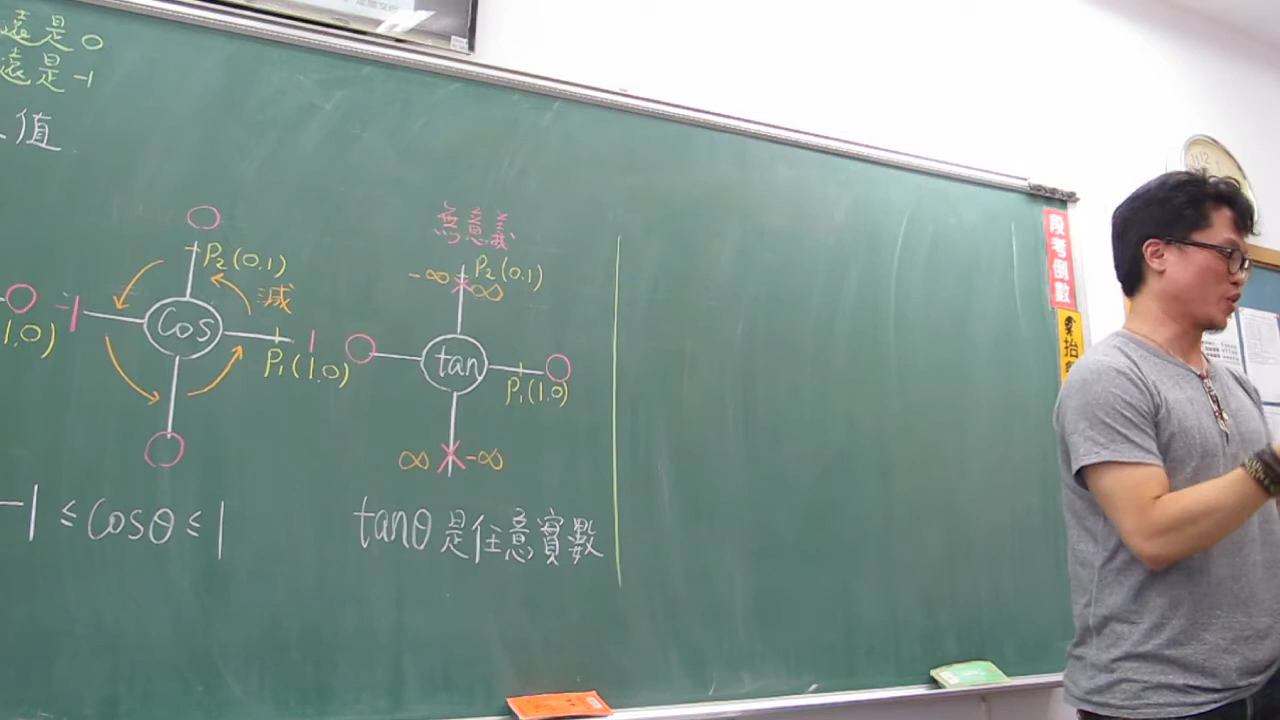 遠是0
遠是-1
值
P₂(0,1)
減
-1
cos
1
P₁(1,0)
1,0)
-1≤cosθ≤1
無意義
-∞
P₂(0,1)
∞
tan
P₁(1,0)
∞
-∞
tanθ是任意實數
段考倒數